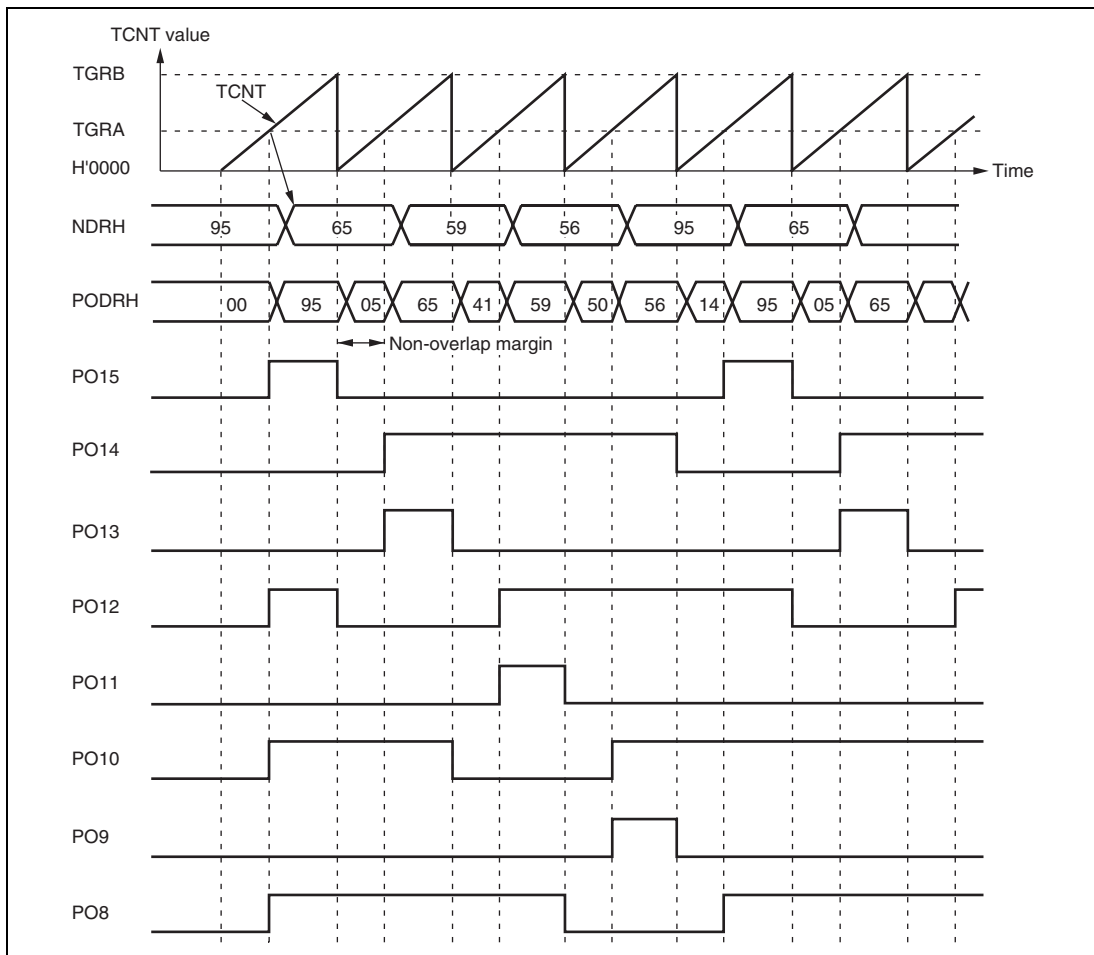 TCNT value
TGRB
TCNT
TGRA
H'0000
Time
NDRH 95 65 59 56 95 65
PODRH 00 95 05 65 41 59 50 56 14 95 05 65
Non-overlap margin
PO15
PO14
PO13
PO12
PO11
PO10
PO9
PO8